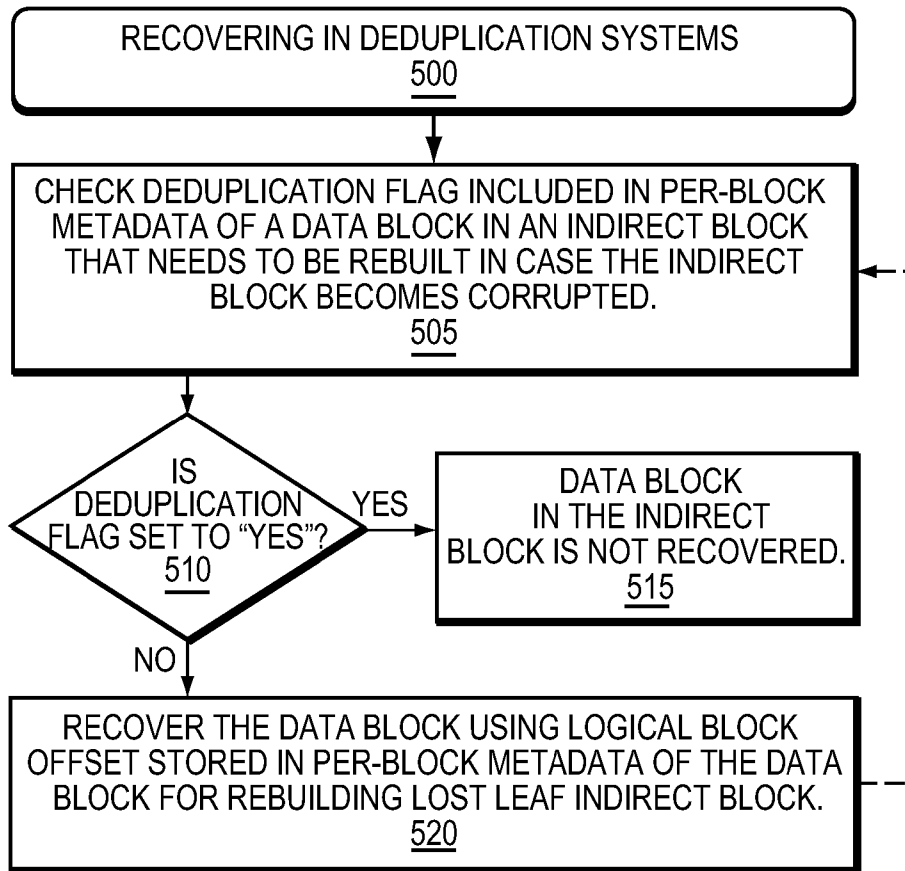 RECOVERING IN DEDUPLICATION SYSTEMS
500
CHECK DEDUPLICATION FLAG INCLUDED IN PER-BLOCK
METADATA OF A DATA BLOCK IN AN INDIRECT BLOCK
THAT NEEDS TO BE REBUILT IN CASE THE INDIRECT
BLOCK BECOMES CORRUPTED.
505
IS
DEDUPLICATION
FLAG SET TO “YES”?
510
YES
DATA BLOCK
IN THE INDIRECT
BLOCK IS NOT RECOVERED.
515
NO
RECOVER THE DATA BLOCK USING LOGICAL BLOCK
OFFSET STORED IN PER-BLOCK METADATA OF THE DATA
BLOCK FOR REBUILDING LOST LEAF INDIRECT BLOCK.
520